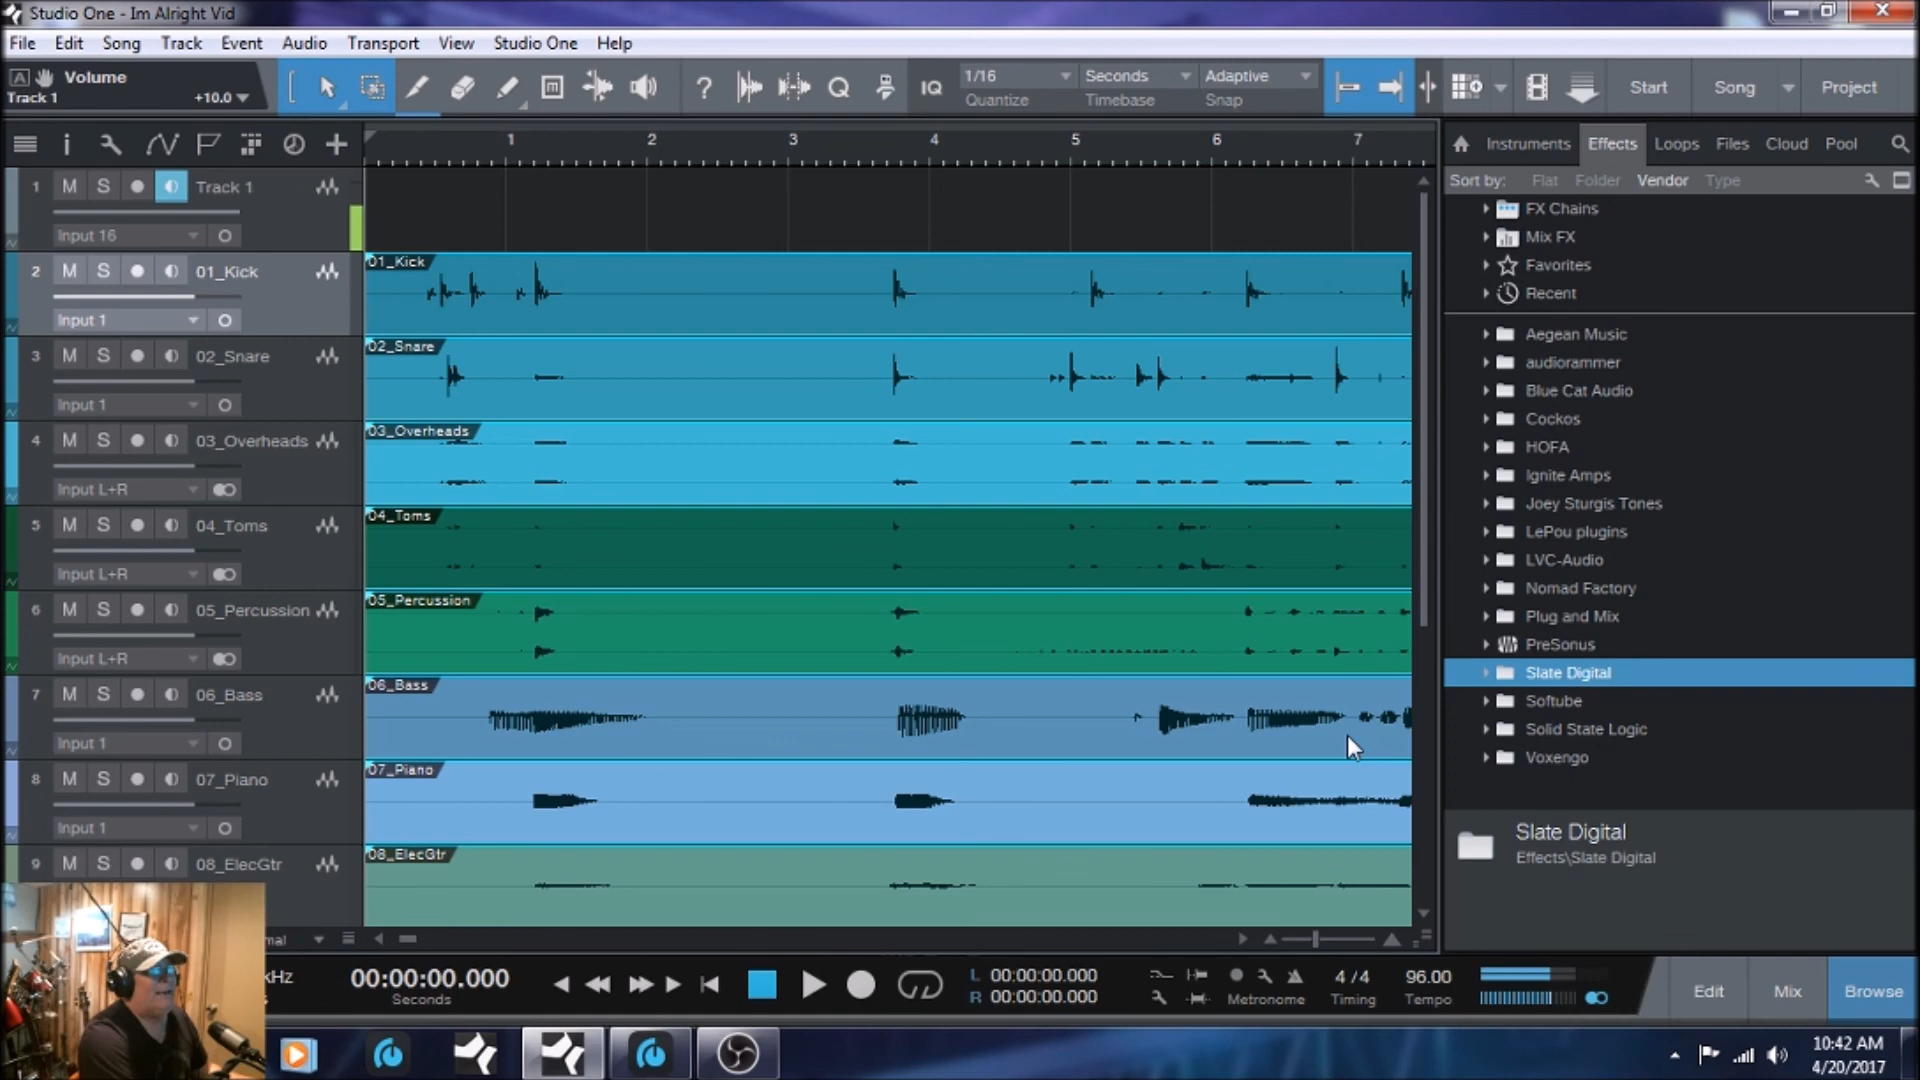 Studio One - Im Alright Vid
File Edit Song Track Event Audio Transport View Studio One Help
A Volume
Track 1 +10.0
? Q IQ
1/16 Seconds Adaptive
Quantize Timebase Snap
Start Song Project
1 2 3 4 5 6 7
Instruments Effects Loops Files Cloud Pool
Sort by: Flat Folder Vendor Type
1 M S Track 1
Input 16
2 M S 01_Kick
Input 1
3 M S 02_Snare
Input 1
4 M S 03_Overheads
Input L+R
5 M S 04_Toms
Input L+R
6 M S 05_Percussion
Input L+R
7 M S 06_Bass
Input 1
8 M S 07_Piano
Input 1
9 M S 08_ElecGtr
01_Kick
02_Snare
03_Overheads
04_Toms
05_Percussion
06_Bass
07_Piano
08_ElecGtr
FX Chains
Mix FX
Favorites
Recent
Aegean Music
audiorammer
Blue Cat Audio
Cockos
HOFA
Ignite Amps
Joey Sturgis Tones
LePou plugins
LVC-Audio
Nomad Factory
Plug and Mix
PreSonus
Slate Digital
Softube
Solid State Logic
Voxengo
Slate Digital
Effects\Slate Digital
mal
kHz
00:00:00.000
Seconds
L 00:00:00.000
R 00:00:00.000
Metronome
4 / 4
Timing
96.00
Tempo
Edit Mix Browse
10:42 AM
4/20/2017